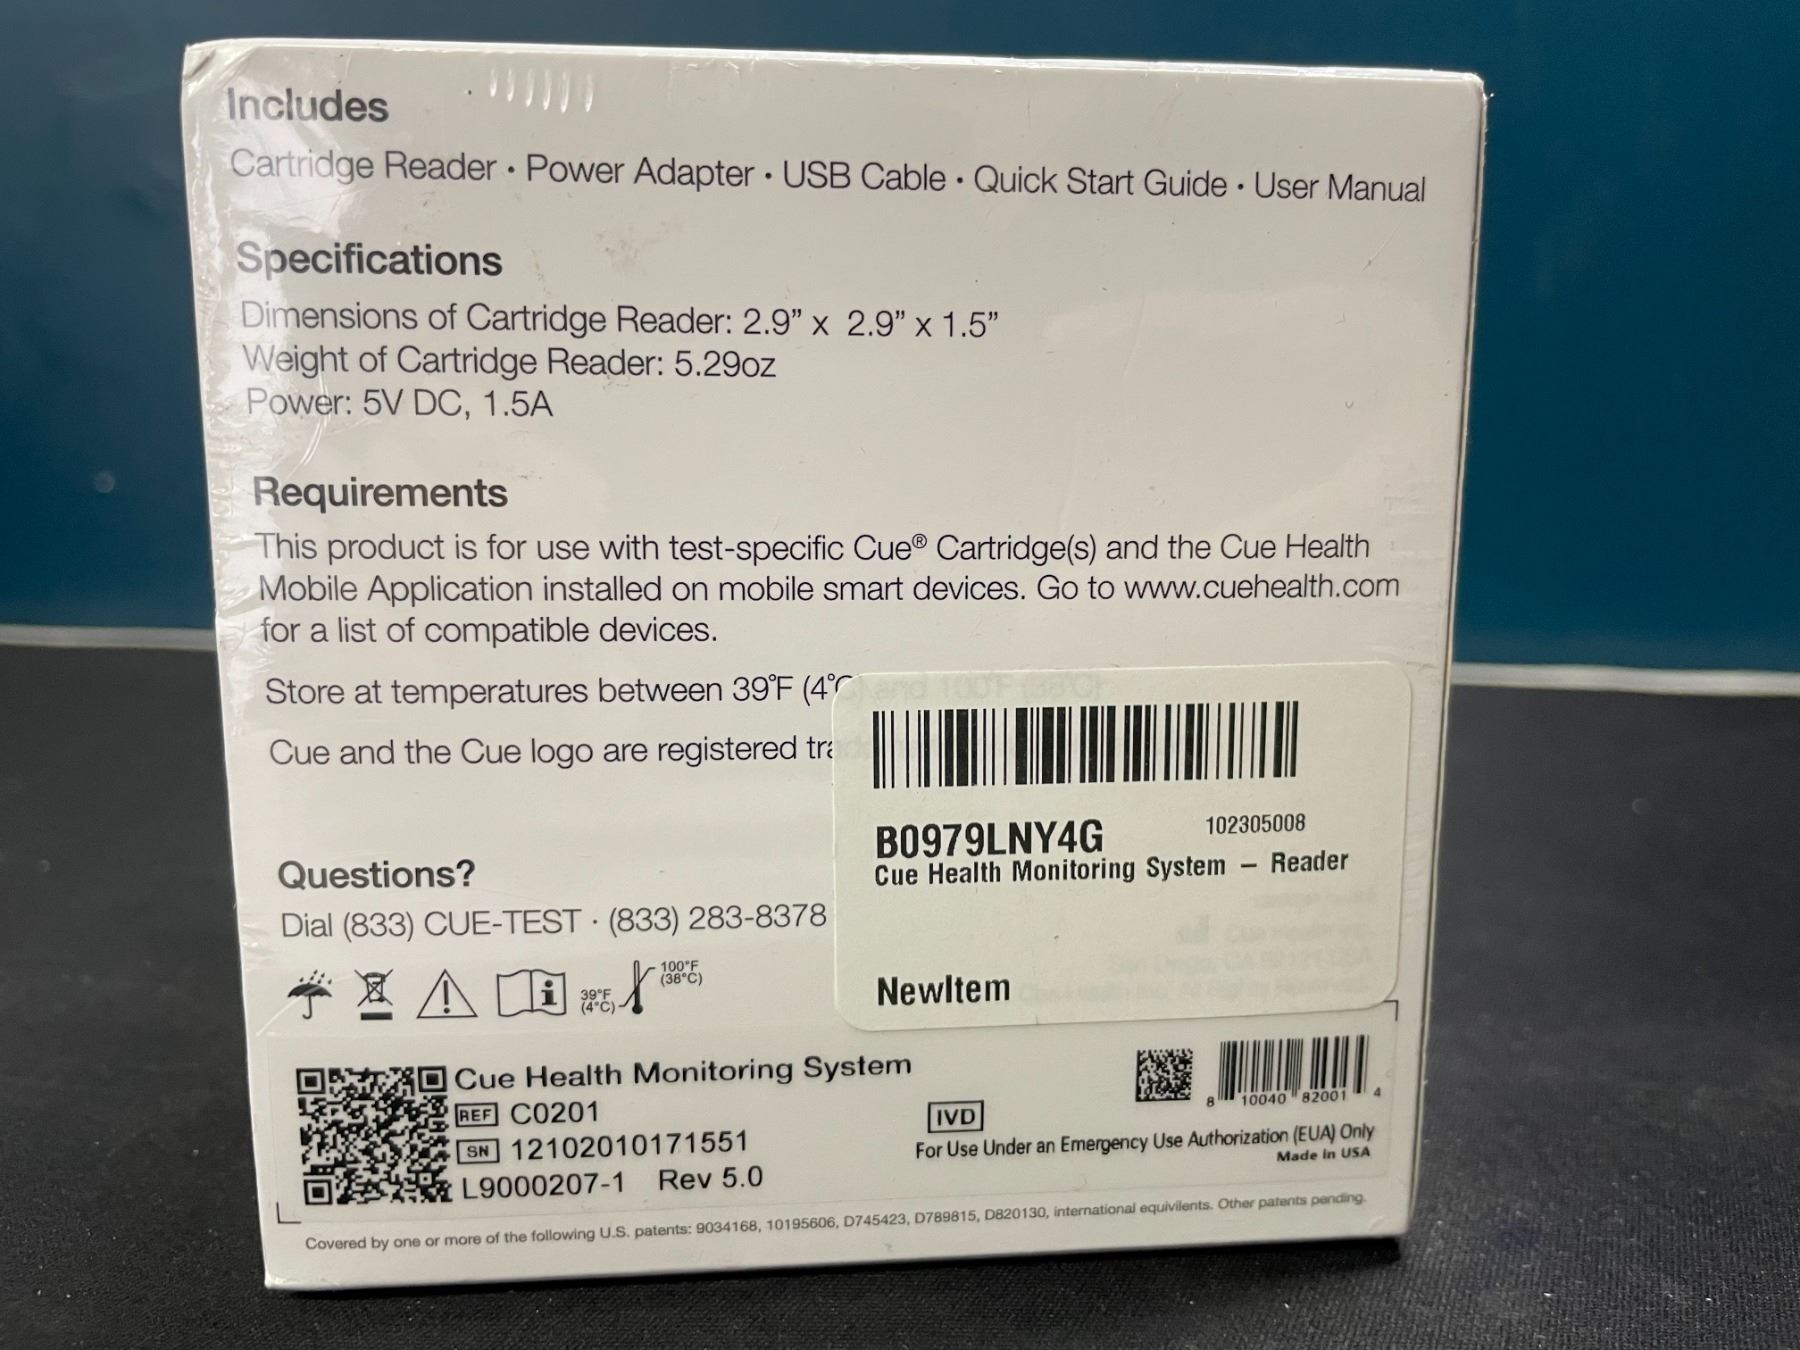 Includes
Cartridge Reader · Power Adapter · USB Cable · Quick Start Guide · User Manual
Specifications
Dimensions of Cartridge Reader: 2.9” x 2.9” x 1.5”
Weight of Cartridge Reader: 5.29oz
Power: 5V DC, 1.5A
Requirements
This product is for use with test-specific Cue® Cartridge(s) and the Cue Health
Mobile Application installed on mobile smart devices. Go to www.cuehealth.com
for a list of compatible devices.
Store at temperatures between 39°F (4°C) and 100°F (38°C)
Cue and the Cue logo are registered
B0979LNY4G 102305008
Cue Health Monitoring System – Reader
NewItem
Questions?
Dial (833) CUE-TEST · (833) 283-8378
39°F
(4°C)
100°F
(38°C)
Cue Health Monitoring System
REF C0201
SN 12102010171551
L9000207-1 Rev 5.0
8 10040 82001 4
IVD
For Use Under an Emergency Use Authorization (EUA) Only
Made in USA
Covered by one or more of the following U.S. patents: 9034168, 10195606, D745423, D789815, D820130, international equivilents. Other patents pending.